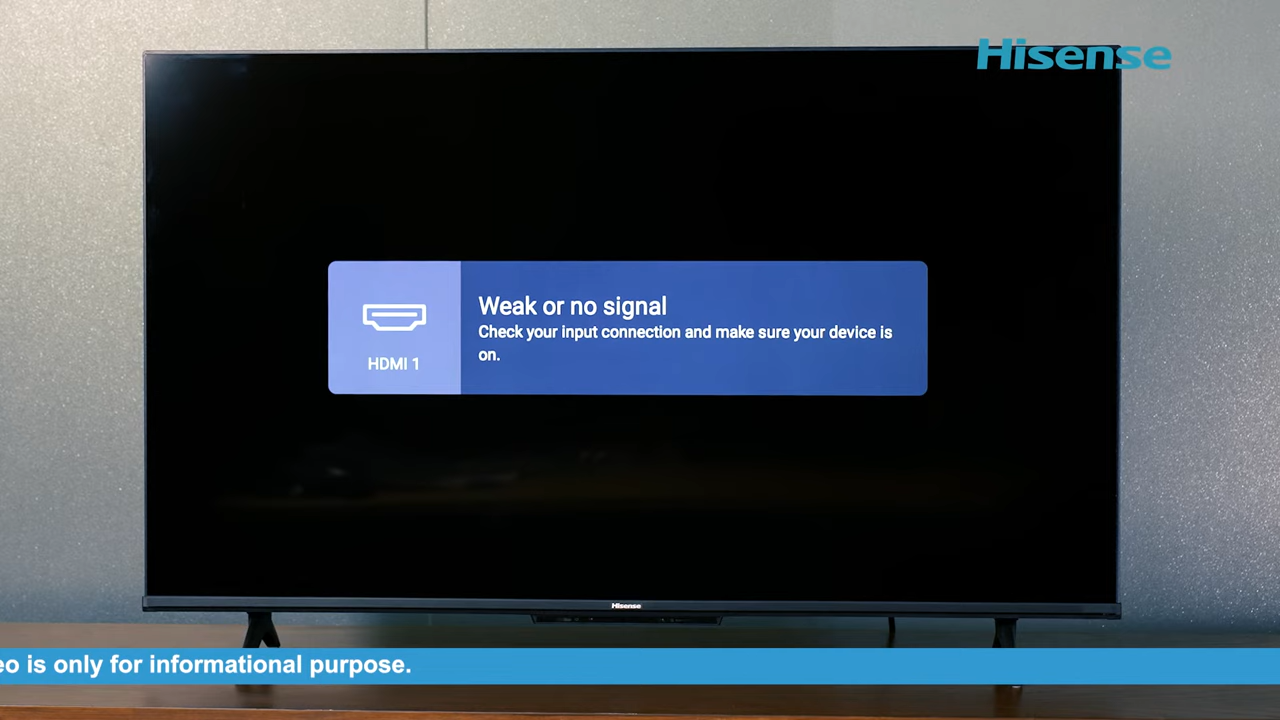 Hisense
Weak or no signal
Check your input connection and make sure your device is
on.
HDMI 1
Hisense
is only for informational purpose.